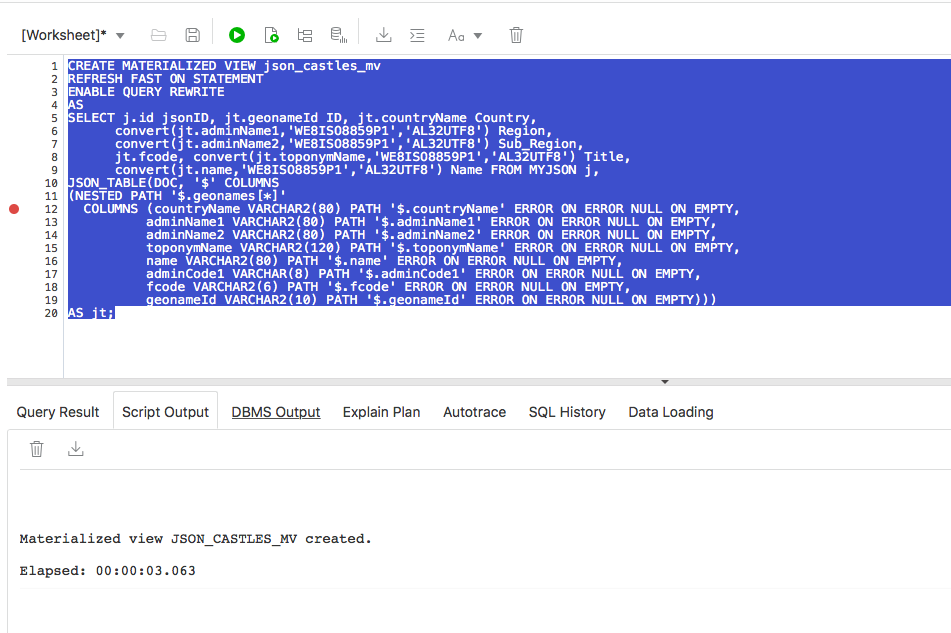 [Worksheet]*
Aa
1 CREATE MATERIALIZED VIEW json_castles_mv
2 REFRESH FAST ON STATEMENT
3 ENABLE QUERY REWRITE
4 AS
5 SELECT j.id jsonID, jt.geonameId ID, jt.countryName Country,
6 convert(jt.adminName1,'WE8ISO8859P1','AL32UTF8') Region,
7 convert(jt.adminName2,'WE8ISO8859P1','AL32UTF8') Sub_Region,
8 jt.fcode, convert(jt.toponymName,'WE8ISO8859P1','AL32UTF8') Title,
9 convert(jt.name,'WE8ISO8859P1','AL32UTF8') Name FROM MYJSON j,
10 JSON_TABLE(DOC, '$' COLUMNS
11 (NESTED PATH '$.geonames[*]'
12 COLUMNS (countryName VARCHAR2(80) PATH '$.countryName' ERROR ON ERROR NULL ON EMPTY,
13 adminName1 VARCHAR2(80) PATH '$.adminName1' ERROR ON ERROR NULL ON EMPTY,
14 adminName2 VARCHAR2(80) PATH '$.adminName2' ERROR ON ERROR NULL ON EMPTY,
15 toponymName VARCHAR2(120) PATH '$.toponymName' ERROR ON ERROR NULL ON EMPTY,
16 name VARCHAR2(80) PATH '$.name' ERROR ON ERROR NULL ON EMPTY,
17 adminCode1 VARCHAR(8) PATH '$.adminCode1' ERROR ON ERROR NULL ON EMPTY,
18 fcode VARCHAR2(6) PATH '$.fcode' ERROR ON ERROR NULL ON EMPTY,
19 geonameId VARCHAR2(10) PATH '$.geonameId' ERROR ON ERROR NULL ON EMPTY)))
20 AS jt;
Query Result Script Output DBMS Output Explain Plan Autotrace SQL History Data Loading
Materialized view JSON_CASTLES_MV created.
Elapsed: 00:00:03.063